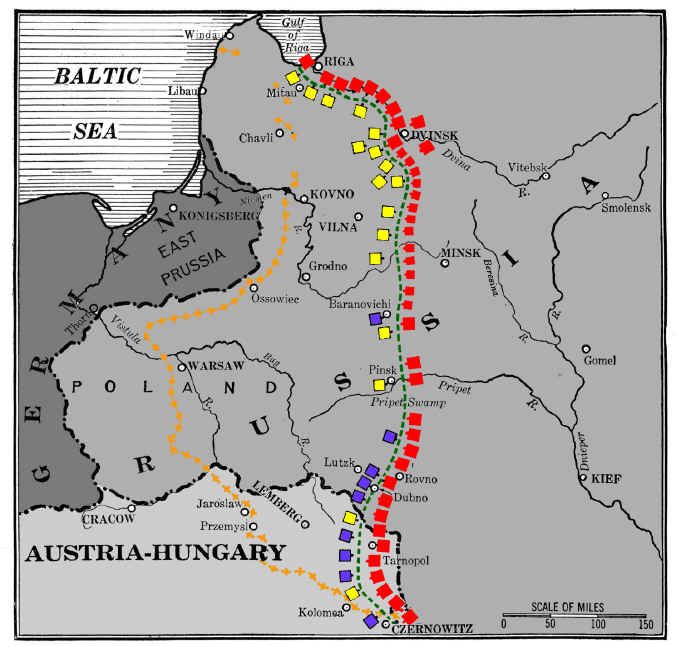 Windau
Gulf
of
Riga
RIGA
BALTIC
SEA
Libau
Mitau
Chavli
DVINSK
Dvina
R.
Vitebsk
Smolensk
Niemen
R.
KOVNO
KONIGSBERG
VILNA
EAST
PRUSSIA
GERMANY
Grodno
MINSK
Beresina
R.
R.
Ossowiec
Thorn
Vistula
Baranovichi
WARSAW
Bug
Gomel
POLAND
R.
Pinsk
Pripet
R.
Pripet Swamp
RUSSIA
R.
Lutzk
Rovno
Dnieper
KIEF
Dubno
LEMBERG
Jaroslaw
CRACOW
Przemysl
AUSTRIA-HUNGARY
Tarnopol
Kolomea
CZERNOWITZ
SCALE OF MILES
0 50 100 150